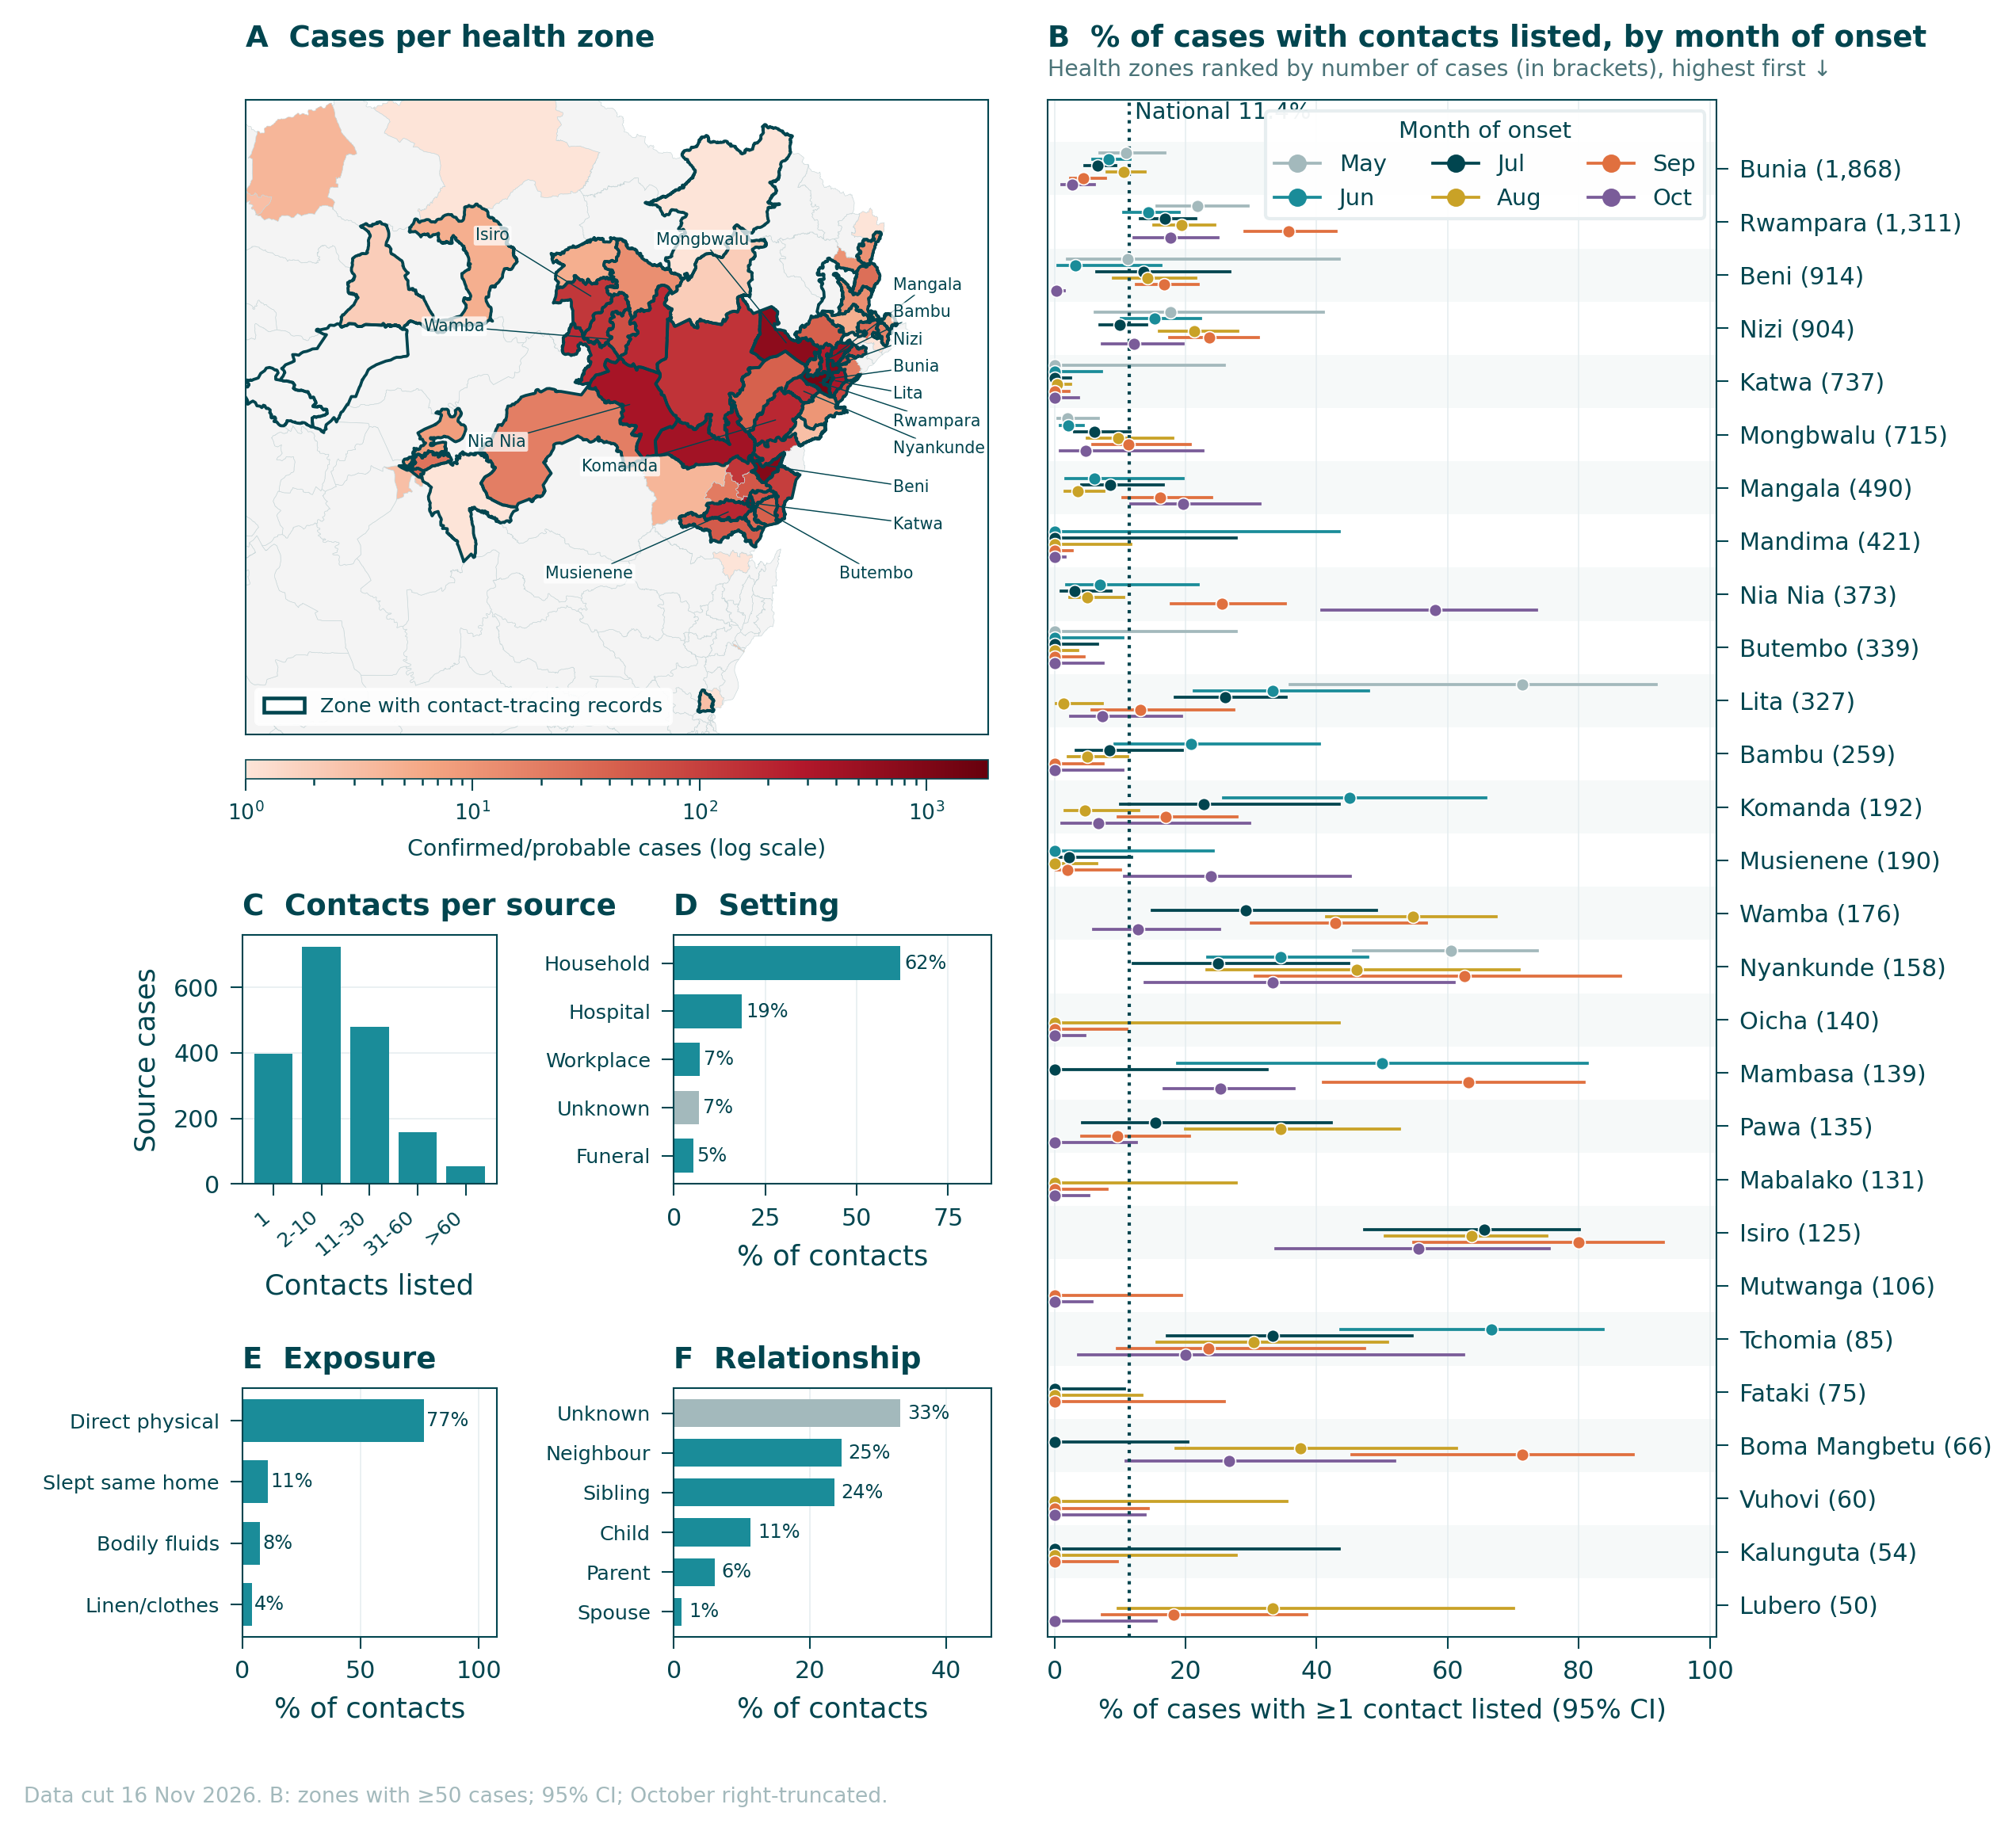 A  Cases per health zone
Isiro
Mongbwalu
Mangala
Bambu
Wamba
Nizi
Bunia
Lita
Rwampara
Nia Nia
Nyankunde
Komanda
Beni
Katwa
Musienene
Butembo
Zone with contact-tracing records
10⁰ 10¹ 10² 10³
Confirmed/probable cases (log scale)
B  % of cases with contacts listed, by month of onset
Health zones ranked by number of cases (in brackets), highest first ↓
National 11.4%
Month of onset
May Jul Sep
Jun Aug Oct
Bunia (1,868)
Rwampara (1,311)
Beni (914)
Nizi (904)
Katwa (737)
Mongbwalu (715)
Mangala (490)
Mandima (421)
Nia Nia (373)
Butembo (339)
Lita (327)
Bambu (259)
Komanda (192)
Musienene (190)
Wamba (176)
Nyankunde (158)
Oicha (140)
Mambasa (139)
Pawa (135)
Mabalako (131)
Isiro (125)
Mutwanga (106)
Tchomia (85)
Fataki (75)
Boma Mangbetu (66)
Vuhovi (60)
Kalunguta (54)
Lubero (50)
0 20 40 60 80 100
% of cases with ≥1 contact listed (95% CI)
C  Contacts per source
Source cases
600
400
200
0
1 2-10 11-30 31-60 >60
Contacts listed
D  Setting
Household 62%
Hospital 19%
Workplace 7%
Unknown 7%
Funeral 5%
0 25 50 75
% of contacts
E  Exposure
Direct physical 77%
Slept same home 11%
Bodily fluids 8%
Linen/clothes 4%
0 50 100
% of contacts
F  Relationship
Unknown 33%
Neighbour 25%
Sibling 24%
Child 11%
Parent 6%
Spouse 1%
0 20 40
% of contacts
Data cut 16 Nov 2026. B: zones with ≥50 cases; 95% CI; October right-truncated.